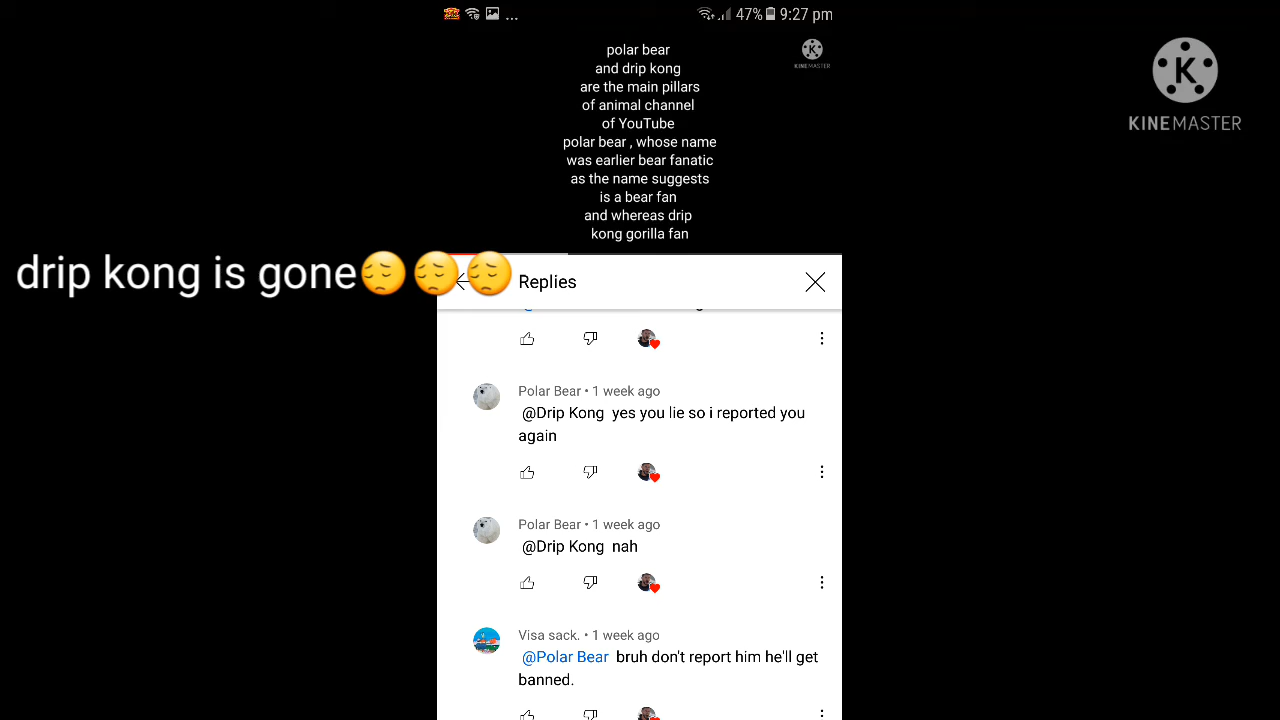 ... 47% 9:27 pm
polar bear
and drip kong
are the main pillars
of animal channel
of YouTube
polar bear , whose name
was earlier bear fanatic
as the name suggests
is a bear fan
and whereas drip
kong gorilla fan
K
KINEMASTER
K
KINEMASTER
drip kong is gone😔😔😔
Replies
Polar Bear • 1 week ago
@Drip Kong yes you lie so i reported you
again
Polar Bear • 1 week ago
@Drip Kong nah
Visa sack. • 1 week ago
@Polar Bear bruh don't report him he'll get
banned.